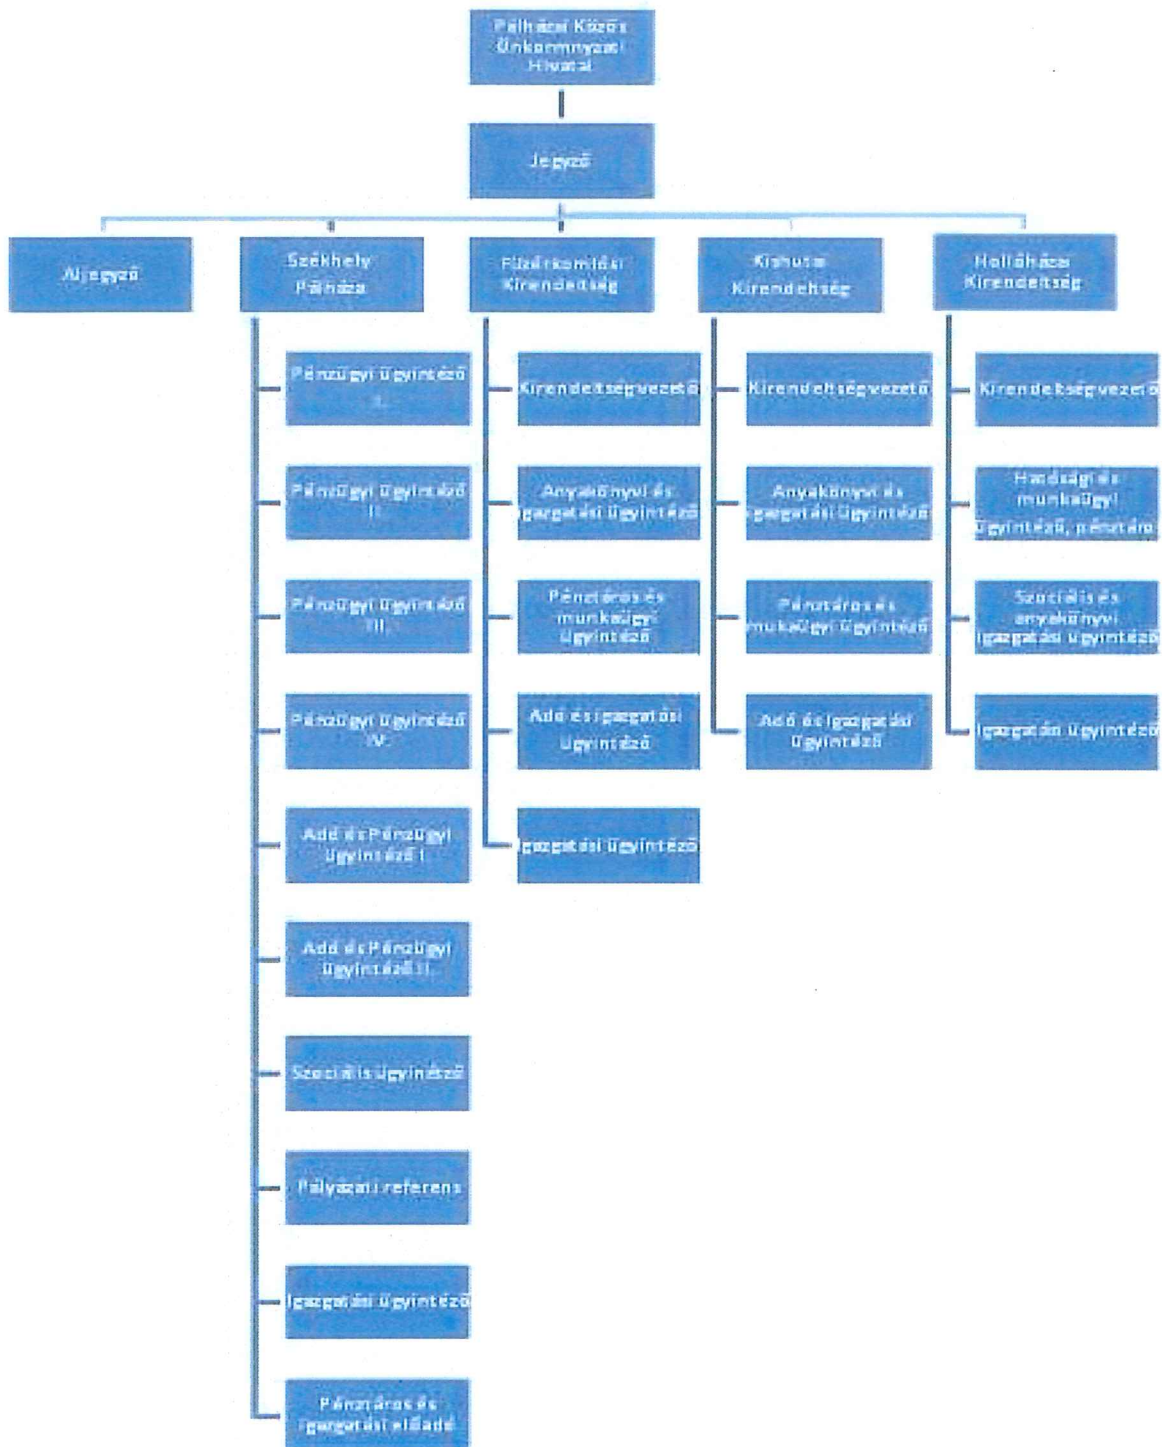 Pálházai Közös
Önkormnyzati
Hivatal
Jegyző
Aljegyző
Székhely
Pálháza
Füzérkomlósi
Kirendeltség
Kishutai
Kirendeltség
Hollóházai
Kirendeltség
Pénzügyi ügyintéző
I.
Pénzügyi ügyintéző
II.
Pénzügyi ügyintéző
III.
Pénzügyi ügyintéző
IV.
Adó és Pénzügyi
ügyintéző I.
Adó és Pénzügyi
ügyintéző II.
Szociális ügyintéző
Pályázati referens
Igazgatási ügyintéző
Pénztáros és
igazgatási előadó
Kirendeltségvezető
Anyakönyvi és
igazgatási ügyintéző
Pénztáros és
munkaügyi
ügyintéző
Adó és igazgatási
ügyintéző
Igazgatási ügyintéző
Kirendeltségvezető
Anyakönyvi és
igazgatási ügyintéző
Pénztáros és
mukaügyi ügyintéző
Adó és igazgatási
ügyintéző
Kirendeltségvezető
Hatósági és
munkaügyi
ügyintéző, pénztáro
Szociális és
anyakönyvi
igazgatási ügyintéző
Igazgatási ügyintéző